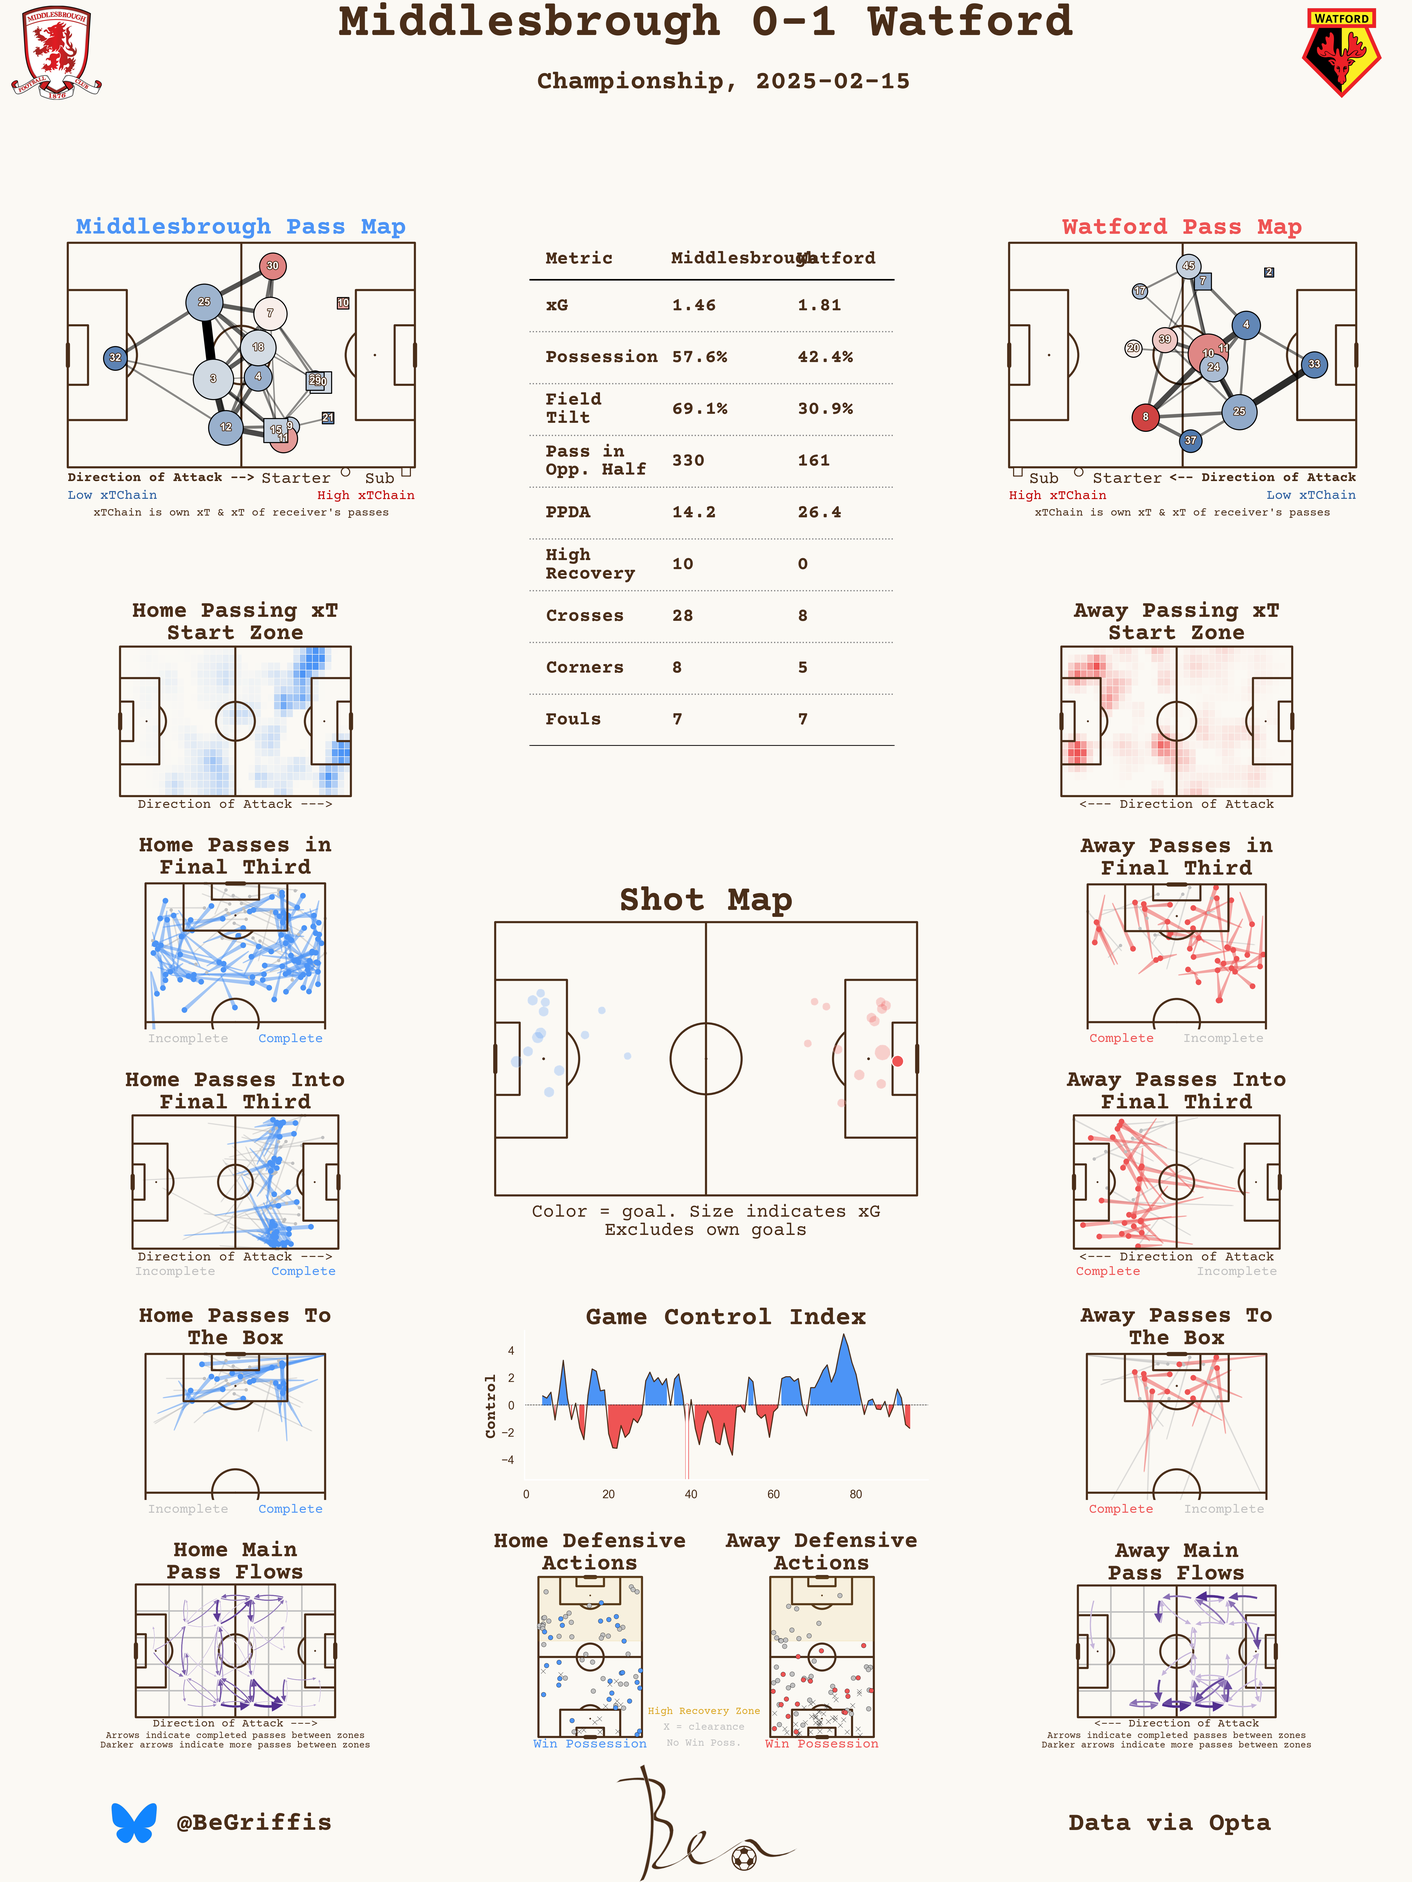 Middlesbrough 0-1 Watford
Championship, 2025-02-15
MIDDLESBROUGH
FOOTBALL CLUB
1876
WATFORD
Middlesbrough Pass Map
30
25
10
7
18
32
3
4
29
21
12
15
9
11
Direction of Attack --> Starter Sub
Low xTChain High xTChain
xTChain is own xT & xT of receiver's passes
Metric Middlesbrough Watford
xG 1.46 1.81
Possession 57.6% 42.4%
Field Tilt 69.1% 30.9%
Pass in Opp. Half 330 161
PPDA 14.2 26.4
High Recovery 10 0
Crosses 28 8
Corners 8 5
Fouls 7 7
Watford Pass Map
45
2
7
17
4
39
20
11
10
24
33
8
25
37
Sub Starter <-- Direction of Attack
High xTChain Low xTChain
xTChain is own xT & xT of receiver's passes
Home Passing xT
Start Zone
Direction of Attack --->
Away Passing xT
Start Zone
<--- Direction of Attack
Home Passes in
Final Third
Incomplete Complete
Away Passes in
Final Third
Complete Incomplete
Shot Map
Color = goal. Size indicates xG
Excludes own goals
Home Passes Into
Final Third
Direction of Attack --->
Incomplete Complete
Away Passes Into
Final Third
<--- Direction of Attack
Complete Incomplete
Home Passes To
The Box
Incomplete Complete
Game Control Index
Control
4
2
0
−2
−4
0 20 40 60 80
Away Passes To
The Box
Complete Incomplete
Home Main
Pass Flows
Direction of Attack --->
Arrows indicate completed passes between zones
Darker arrows indicate more passes between zones
Home Defensive
Actions
Win Possession
High Recovery Zone
X = clearance
No Win Poss.
Away Defensive
Actions
Win Possession
Away Main
Pass Flows
<--- Direction of Attack
Arrows indicate completed passes between zones
Darker arrows indicate more passes between zones
@BeGriffis
Ben
Data via Opta